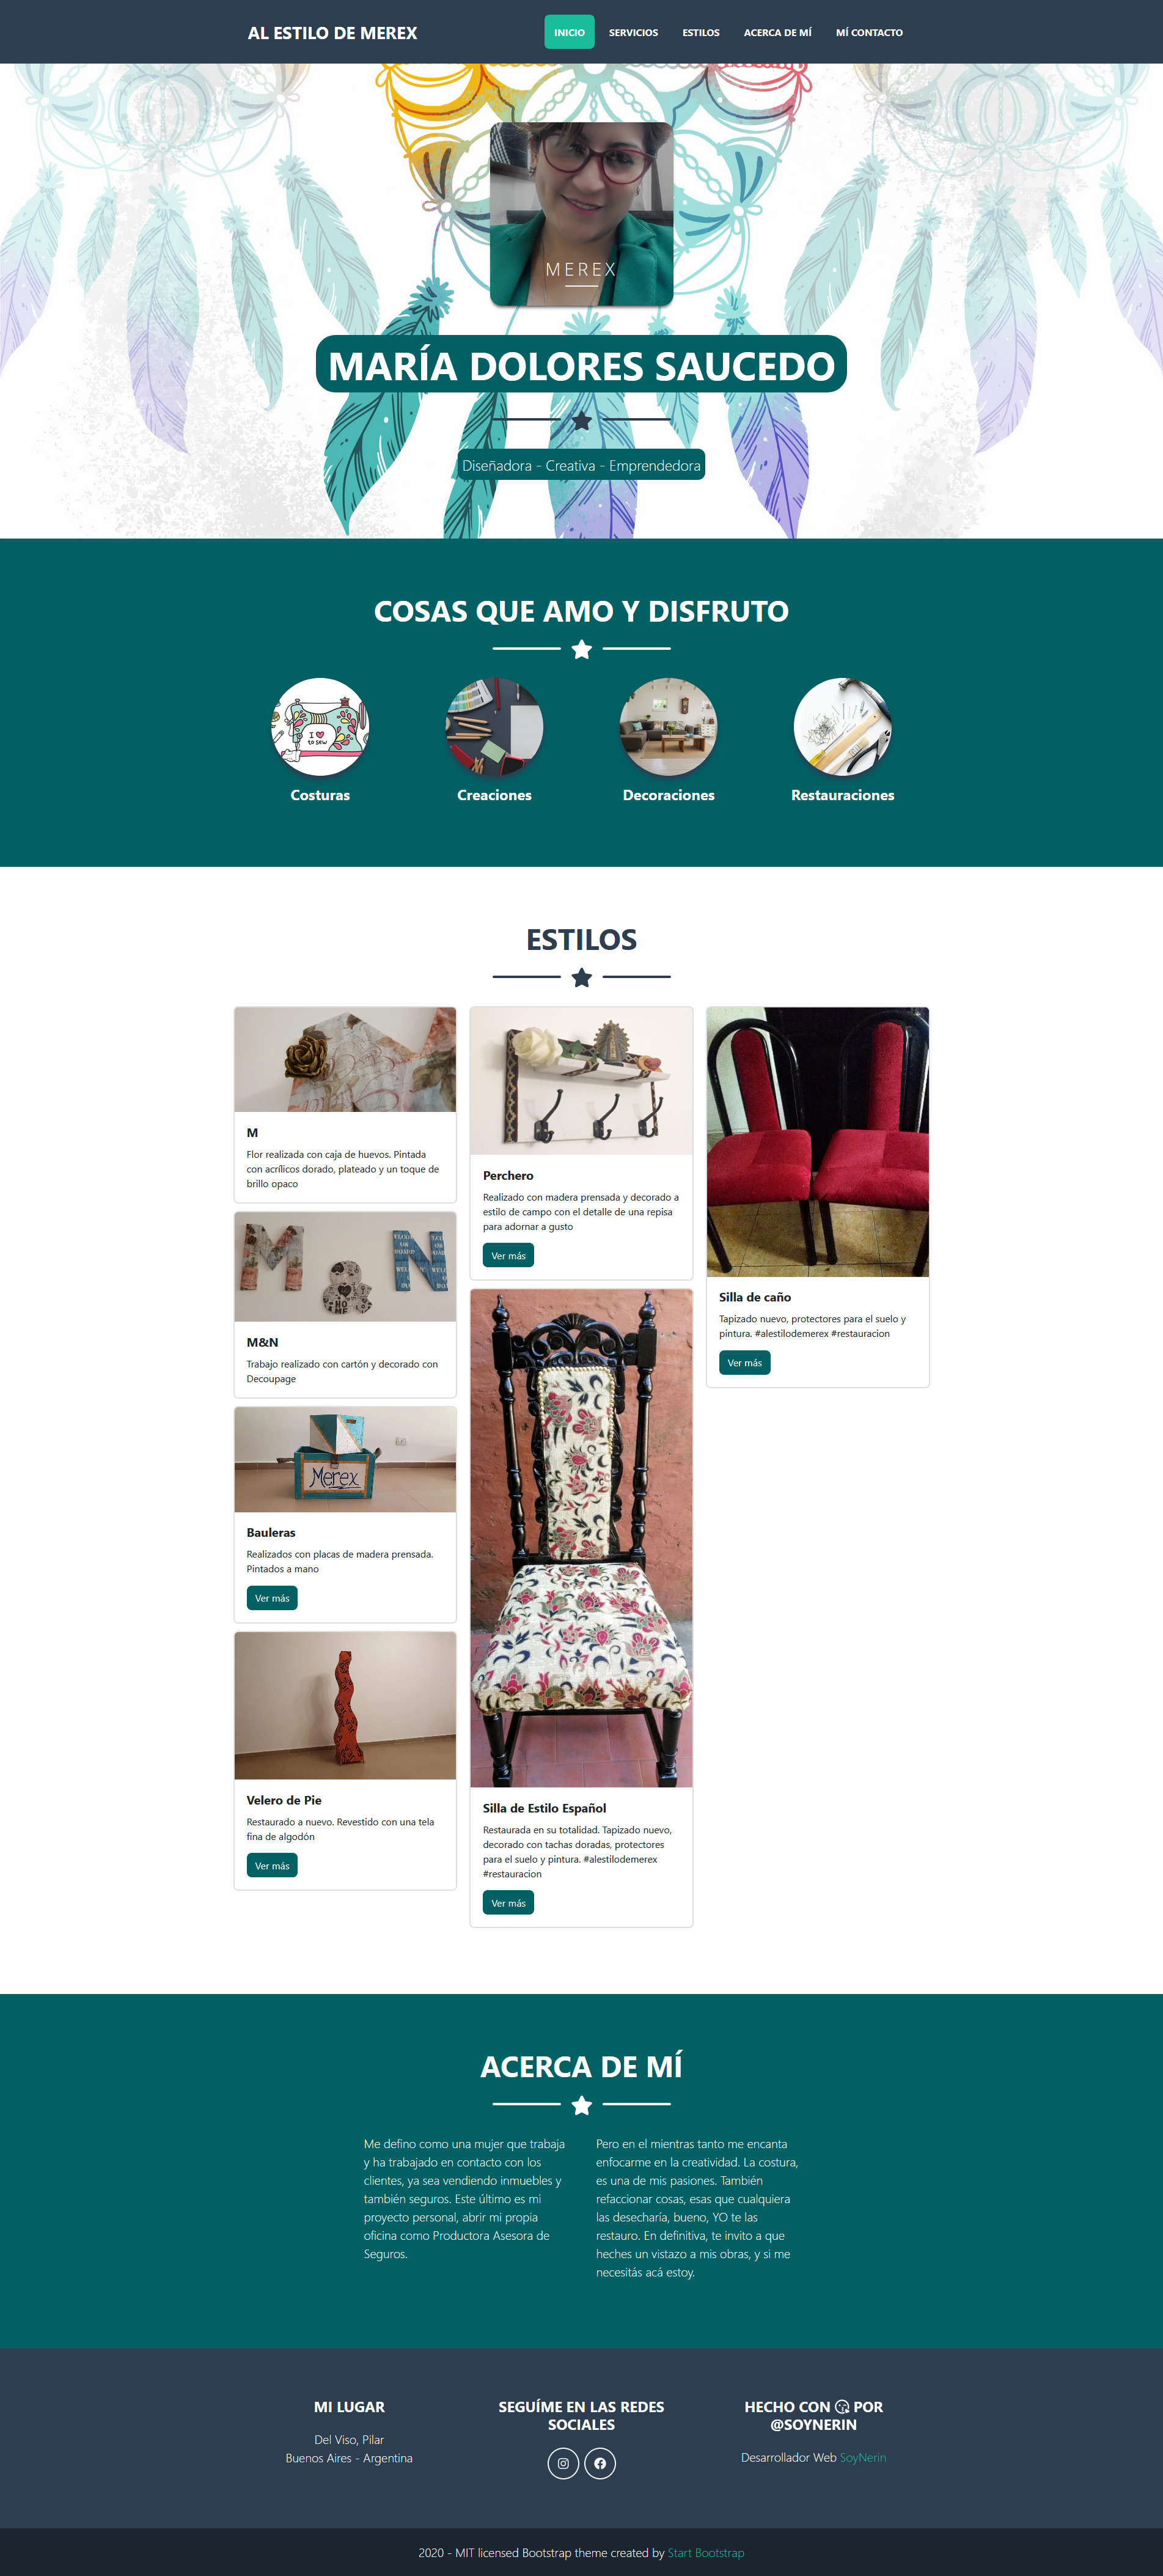 AL ESTILO DE MEREX
INICIO
SERVICIOS
ESTILOS
ACERCA DE MÍ
MÍ CONTACTO
MEREX
MARÍA DOLORES SAUCEDO
Diseñadora - Creativa - Emprendedora
COSAS QUE AMO Y DISFRUTO
I
to sew
Costuras
Creaciones
Decoraciones
Restauraciones
ESTILOS
M
Flor realizada con caja de huevos. Pintada
con acrílicos dorado, plateado y un toque de
brillo opaco
M N
HO
ME
M&N
Trabajo realizado con cartón y decorado con
Decoupage
Merex
Bauleras
Realizados con placas de madera prensada.
Pintados a mano
Ver más
Velero de Pie
Restaurado a nuevo. Revestido con una tela
fina de algodón
Ver más
Perchero
Realizado con madera prensada y decorado a
estilo de campo con el detalle de una repisa
para adornar a gusto
Ver más
Silla de Estilo Español
Restaurada en su totalidad. Tapizado nuevo,
decorado con tachas doradas, protectores
para el suelo y pintura. #alestilodemerex
#restauracion
Ver más
Silla de caño
Tapizado nuevo, protectores para el suelo y
pintura. #alestilodemerex #restauracion
Ver más
ACERCA DE MÍ
Me defino como una mujer que trabaja
y ha trabajado en contacto con los
clientes, ya sea vendiendo inmuebles y
también seguros. Este último es mi
proyecto personal, abrir mi propia
oficina como Productora Asesora de
Seguros.
Pero en el mientras tanto me encanta
enfocarme en la creatividad. La costura,
es una de mis pasiones. También
refaccionar cosas, esas que cualquiera
las desecharía, bueno, YO te las
restauro. En definitiva, te invito a que
heches un vistazo a mis obras, y si me
necesitás acá estoy.
MI LUGAR
Del Viso, Pilar
Buenos Aires - Argentina
SEGUÍME EN LAS REDES
SOCIALES
HECHO CON POR
@SOYNERIN
Desarrollador Web SoyNerin
2020 - MIT licensed Bootstrap theme created by Start Bootstrap